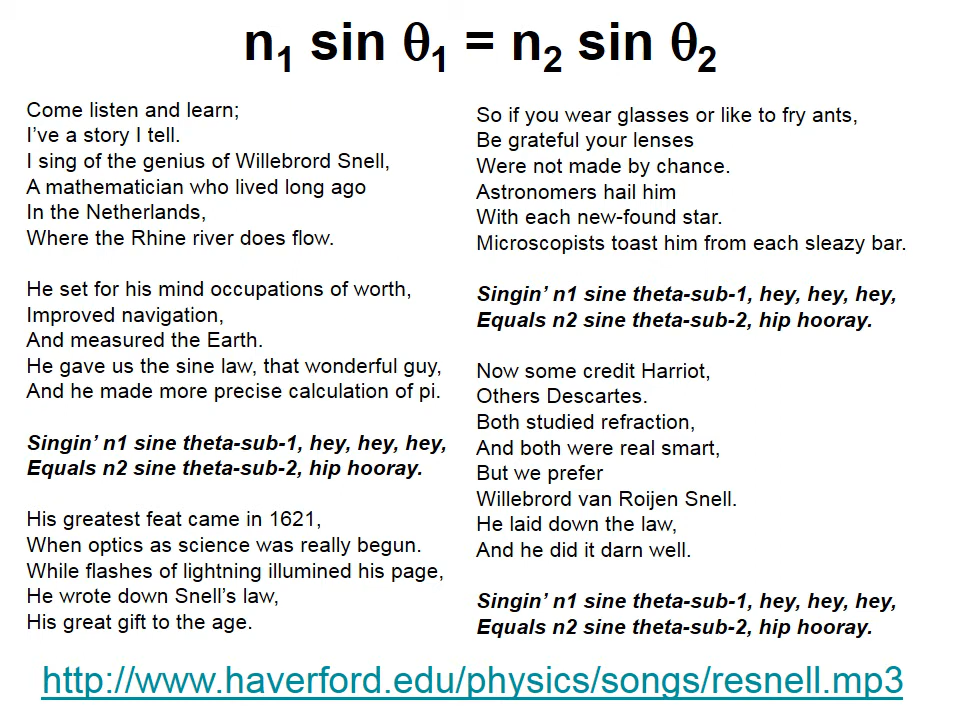 n₁ sin θ₁ = n₂ sin θ₂
Come listen and learn;
I've a story I tell.
I sing of the genius of Willebrord Snell,
A mathematician who lived long ago
In the Netherlands,
Where the Rhine river does flow.
He set for his mind occupations of worth,
Improved navigation,
And measured the Earth.
He gave us the sine law, that wonderful guy,
And he made more precise calculation of pi.
Singin' n1 sine theta-sub-1, hey, hey, hey,
Equals n2 sine theta-sub-2, hip hooray.
His greatest feat came in 1621,
When optics as science was really begun.
While flashes of lightning illumined his page,
He wrote down Snell's law,
His great gift to the age.
So if you wear glasses or like to fry ants,
Be grateful your lenses
Were not made by chance.
Astronomers hail him
With each new-found star.
Microscopists toast him from each sleazy bar.
Singin' n1 sine theta-sub-1, hey, hey, hey,
Equals n2 sine theta-sub-2, hip hooray.
Now some credit Harriot,
Others Descartes.
Both studied refraction,
And both were real smart,
But we prefer
Willebrord van Roijen Snell.
He laid down the law,
And he did it darn well.
Singin' n1 sine theta-sub-1, hey, hey, hey,
Equals n2 sine theta-sub-2, hip hooray.
http://www.haverford.edu/physics/songs/resnell.mp3